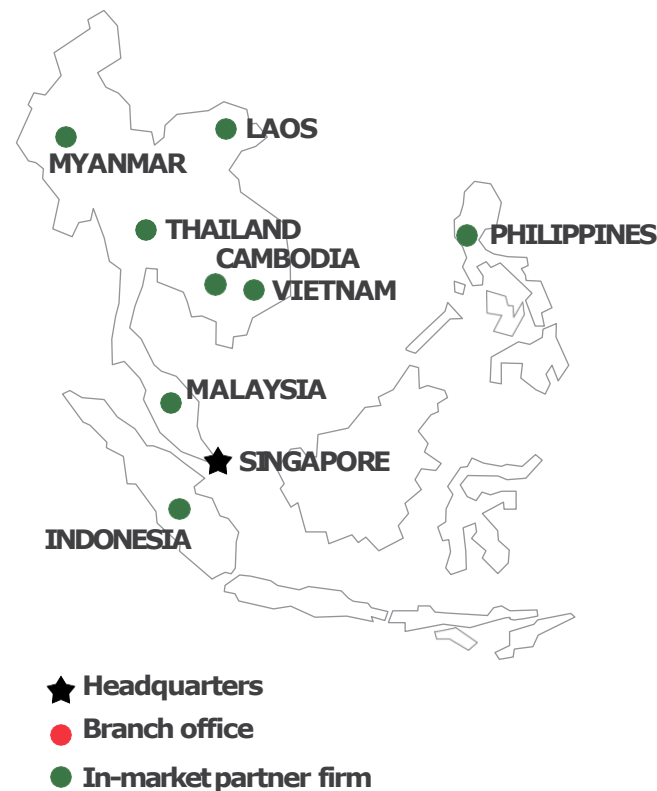 LAOS
MYANMAR
THAILAND
PHILIPPINES
CAMBODIA
VIETNAM
MALAYSIA
SINGAPORE
INDONESIA
Headquarters
Branch office
In-market partner firm